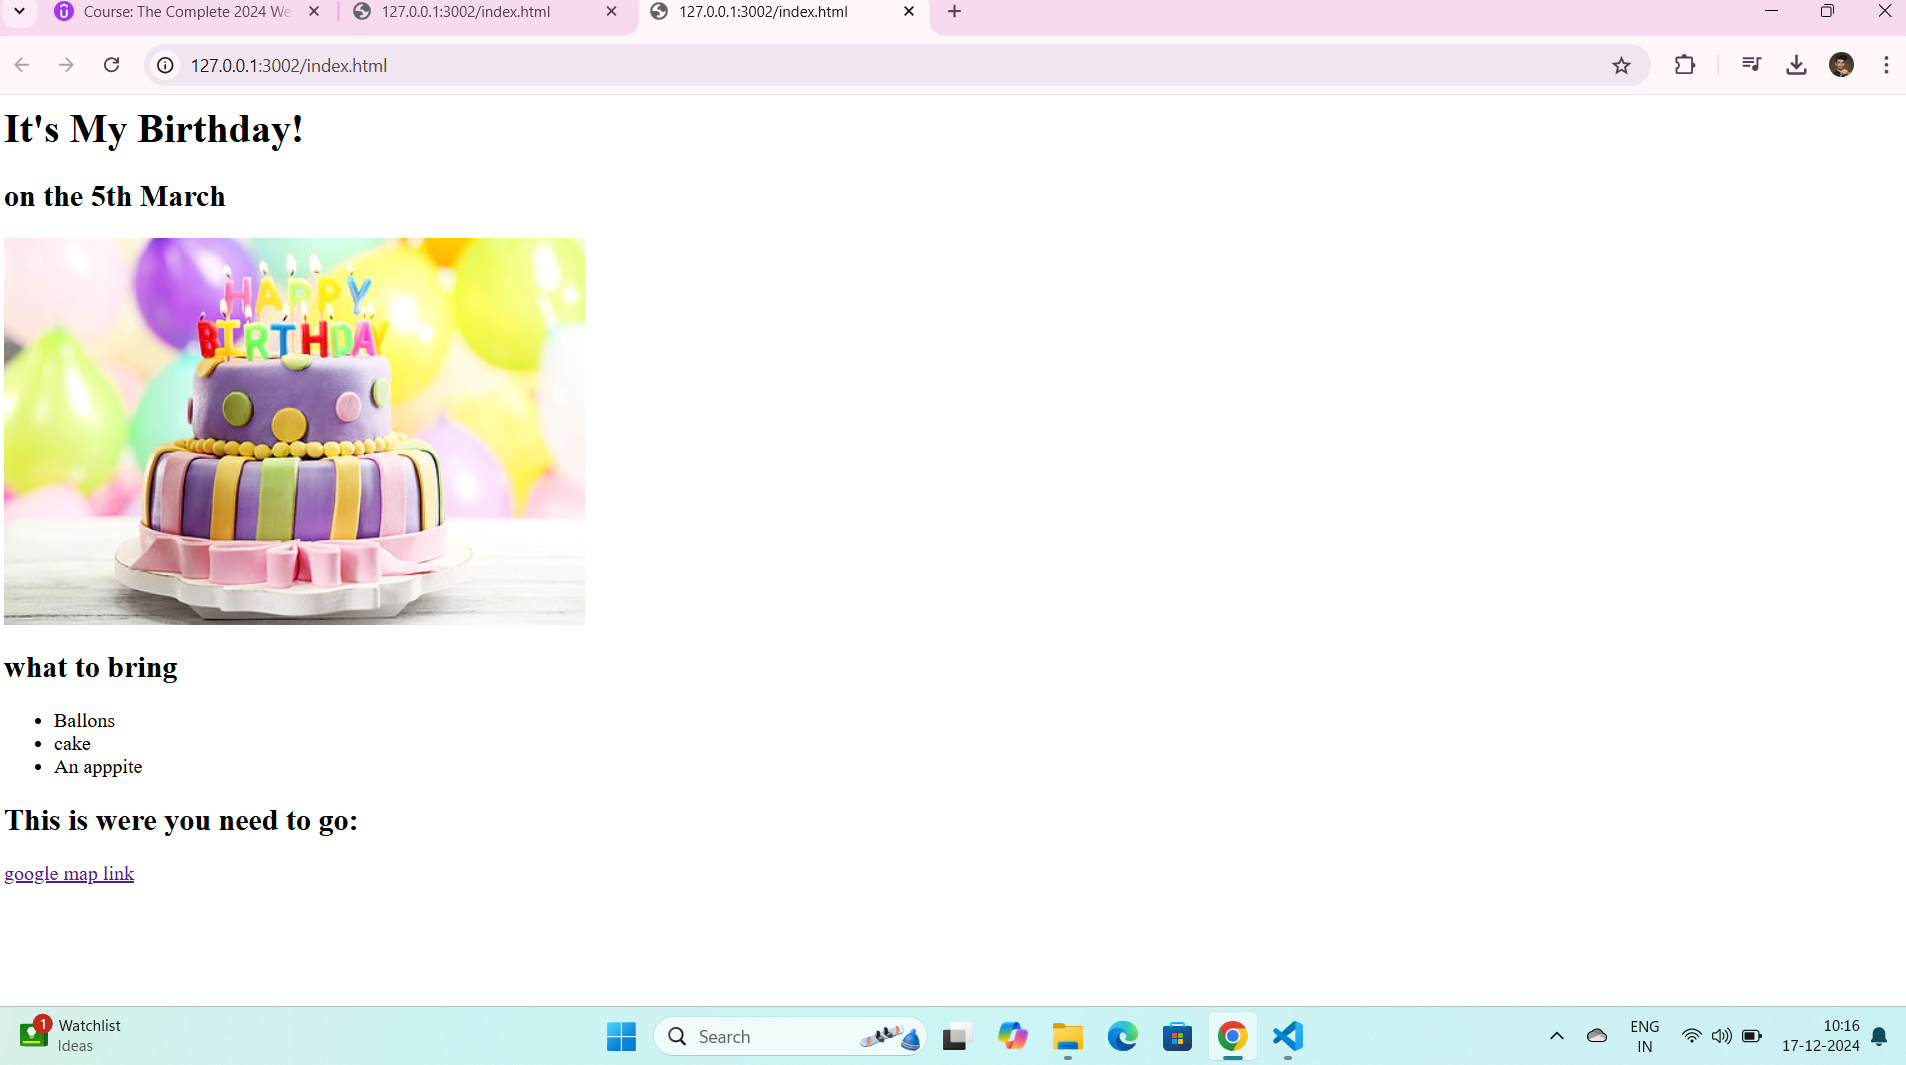 Course: The Complete 2024 We
127.0.0.1:3002/index.html
127.0.0.1:3002/index.html
127.0.0.1:3002/index.html
It's My Birthday!
on the 5th March
HAPPY
BIRTHDAY
what to bring
Ballons
cake
An apppite
This is were you need to go:
google map link
1
Watchlist
Ideas
Search
ENG
IN
10:16
17-12-2024